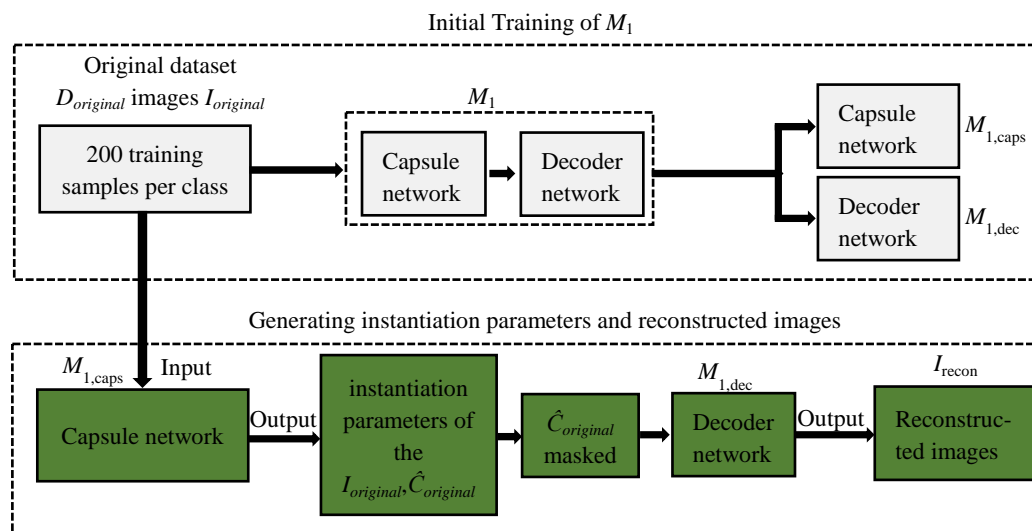 Initial Training of M1
Original dataset
Doriginal images Ioriginal
200 training
samples per class
M1
Capsule
network
Decoder
network
Capsule
network
M1,caps
Decoder
network
M1,dec
Generating instantiation parameters and reconstructed images
M1,caps
Input
Capsule network
Output
instantiation
parameters of
the
Ioriginal,Ĉoriginal
Ĉoriginal
masked
M1,dec
Decoder
network
Output
Irecon
Reconstruc-
ted images